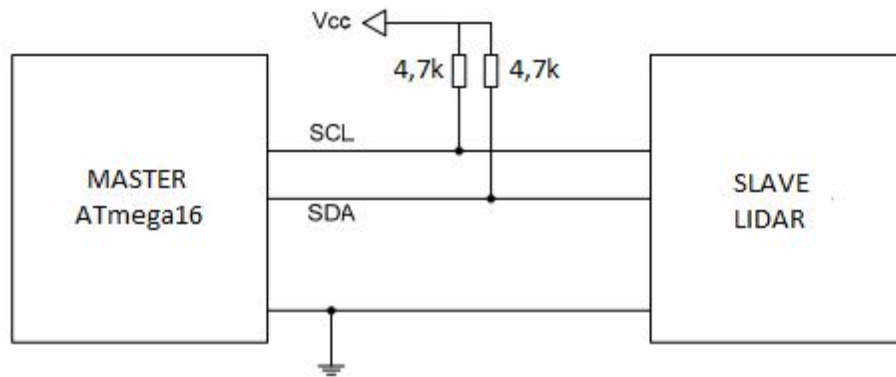 Vcc
4,7k 4,7k
SCL
MASTER
ATmega16
SDA
SLAVE
LIDAR